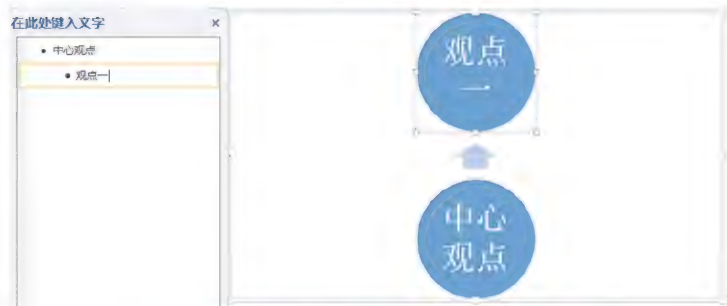 在此处键入文字 ×
• 中心观点
• 观点一
观点
一
中心
观点